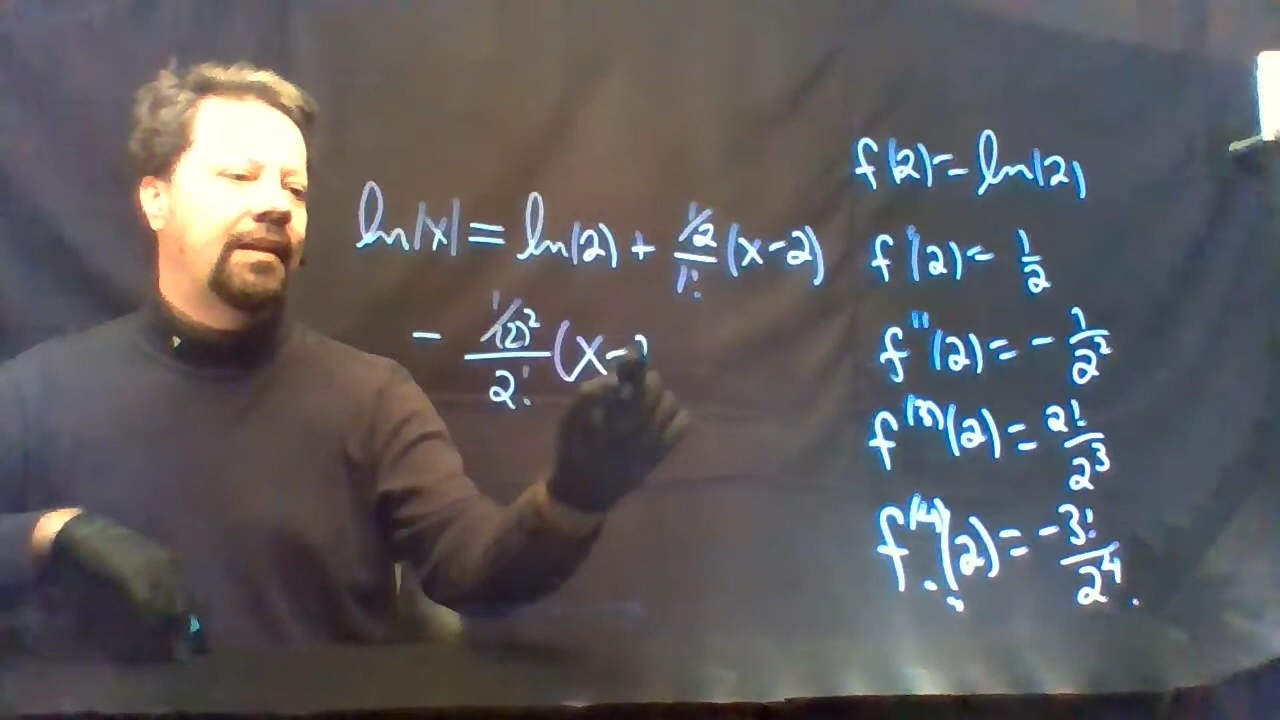 ln|x| = ln(2) + (1/2)/1! (x-2)
- (1/(2)²)/2! (x-
f(2) = ln(2)
f'(2) = 1/2
f''(2) = - 1/2²
f⁽³⁾(2) = 2!/2³
f⁽⁴⁾(2) = -3!/2⁴